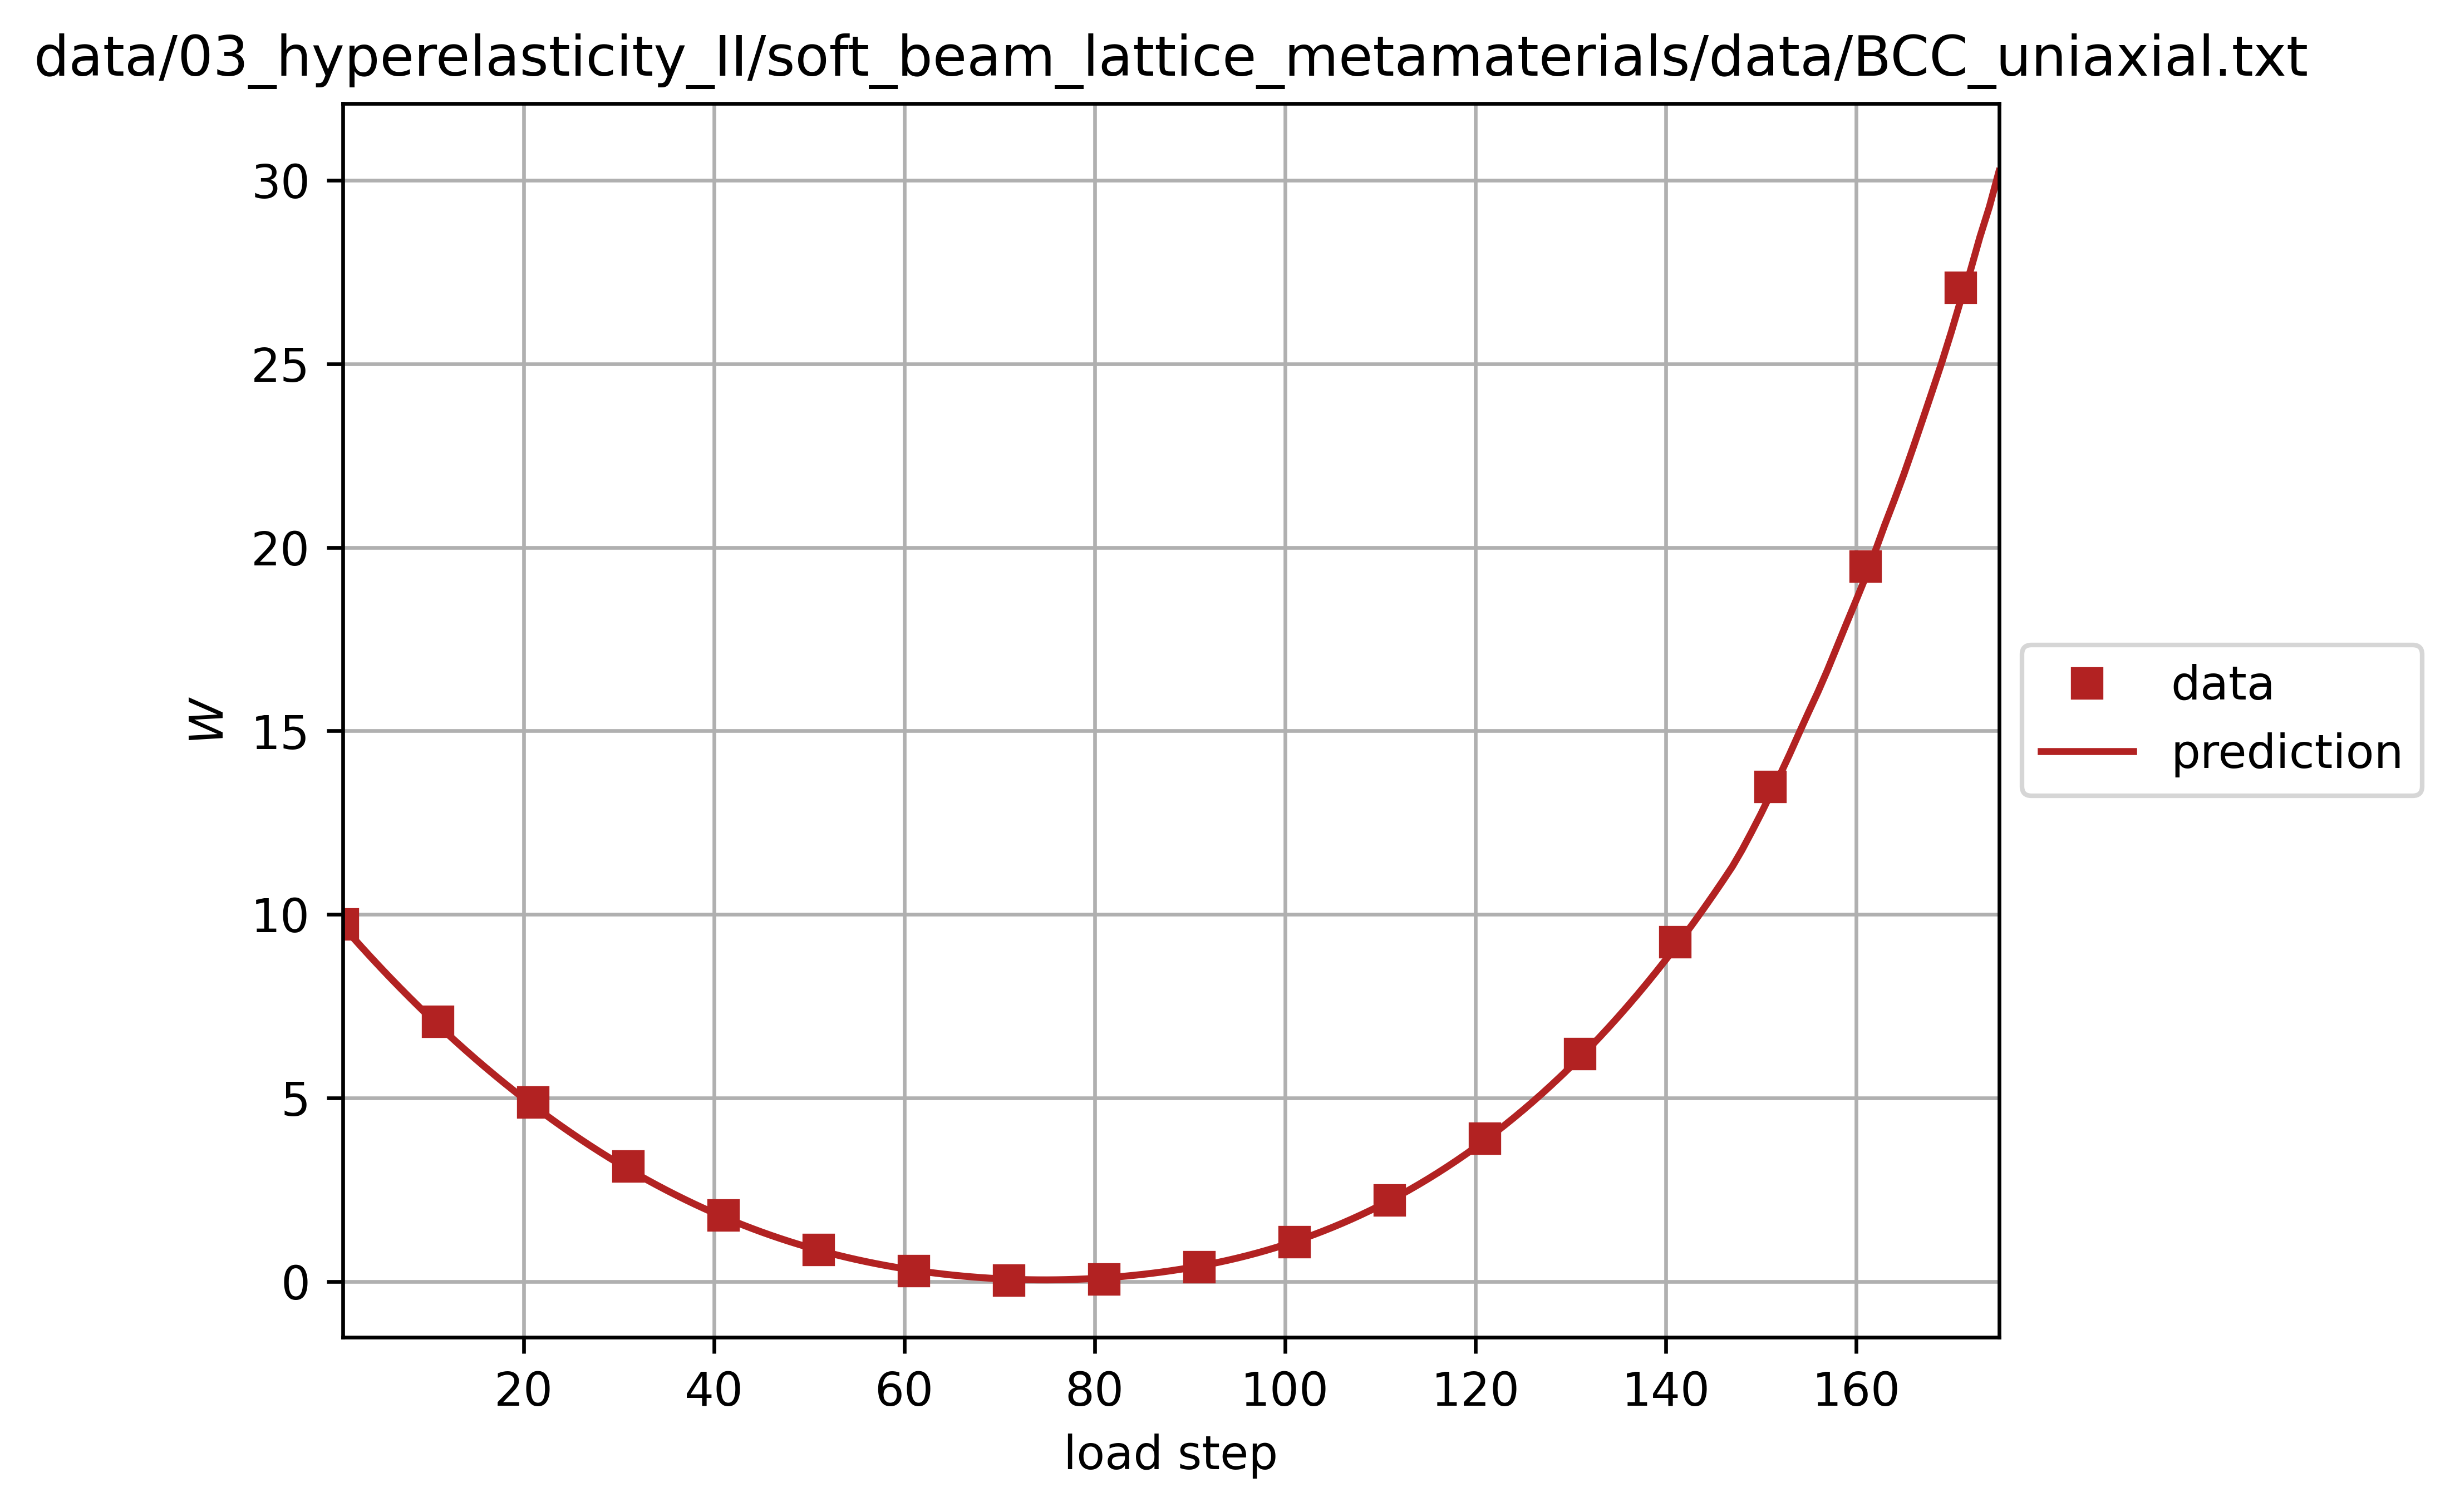 data/03_hyperelasticity_II/soft_beam_lattice_metamaterials/data/BCC_uniaxial.txt
30
25
20
15
10
5
0
W
20 40 60 80 100 120 140 160
load step
data
prediction